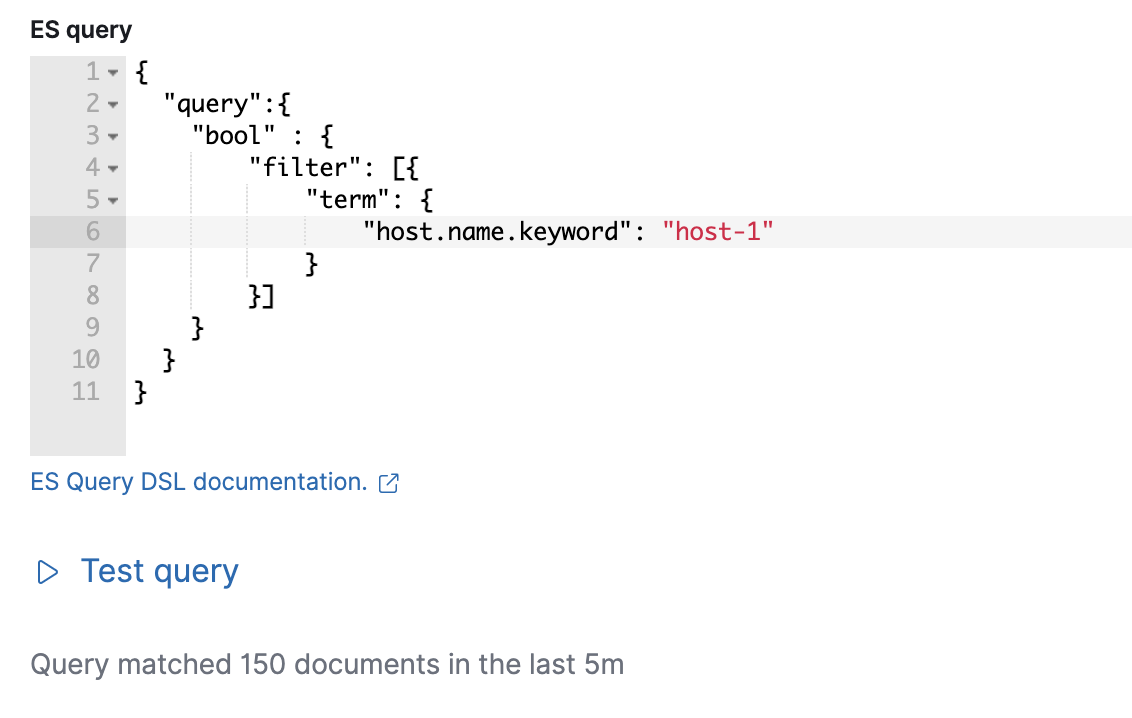 ES query
1 {
2   "query":{
3     "bool" : {
4         "filter": [{
5             "term": {
6                 "host.name.keyword": "host-1"
7             }
8         }]
9     }
10   }
11 }
ES Query DSL documentation.
Test query
Query matched 150 documents in the last 5m